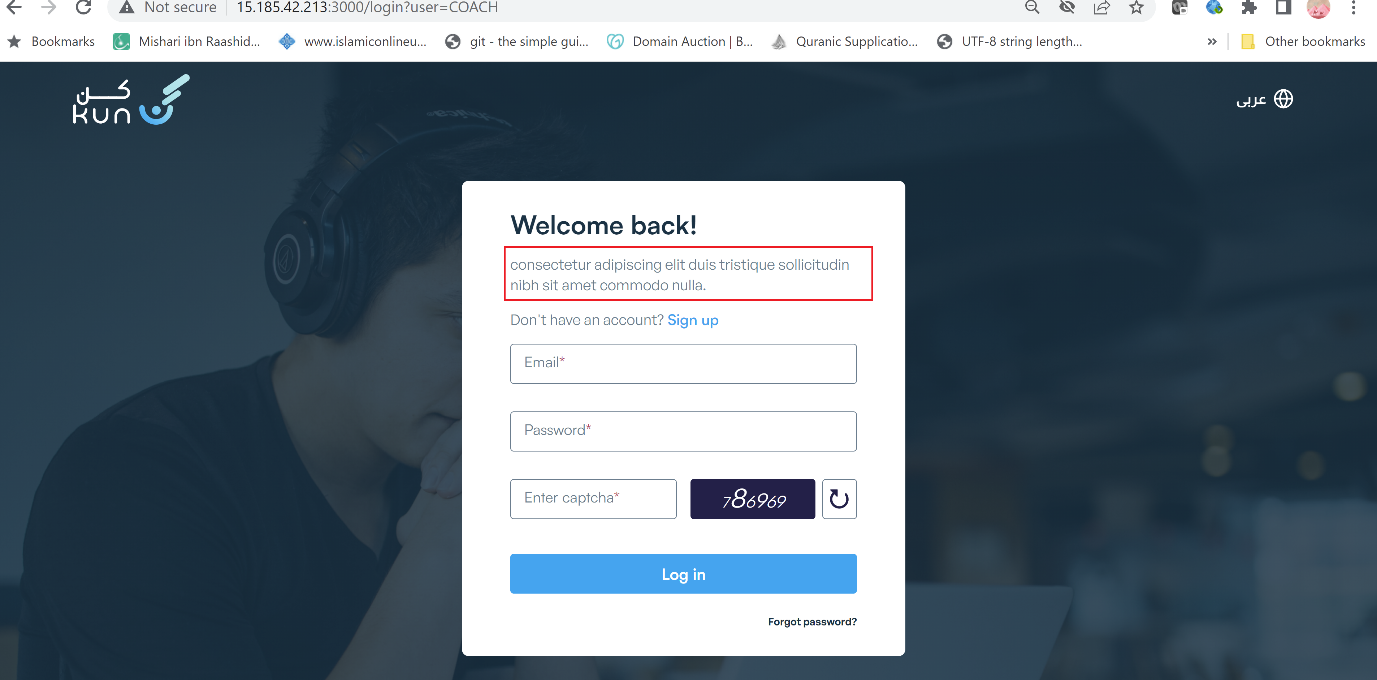 Not secure
15.185.42.213:3000/login?user=COACH
Bookmarks
Mishari ibn Raashid...
www.islamiconlineu...
git - the simple gui...
Domain Auction | B...
Quranic Supplicatio...
UTF-8 string length...
»
Other bookmarks
كن
kun
عربى
Welcome back!
consectetur adipiscing elit duis tristique sollicitudin
nibh sit amet commodo nulla.
Don't have an account? Sign up
Email*
Password*
Enter captcha*
786969
Log in
Forgot password?